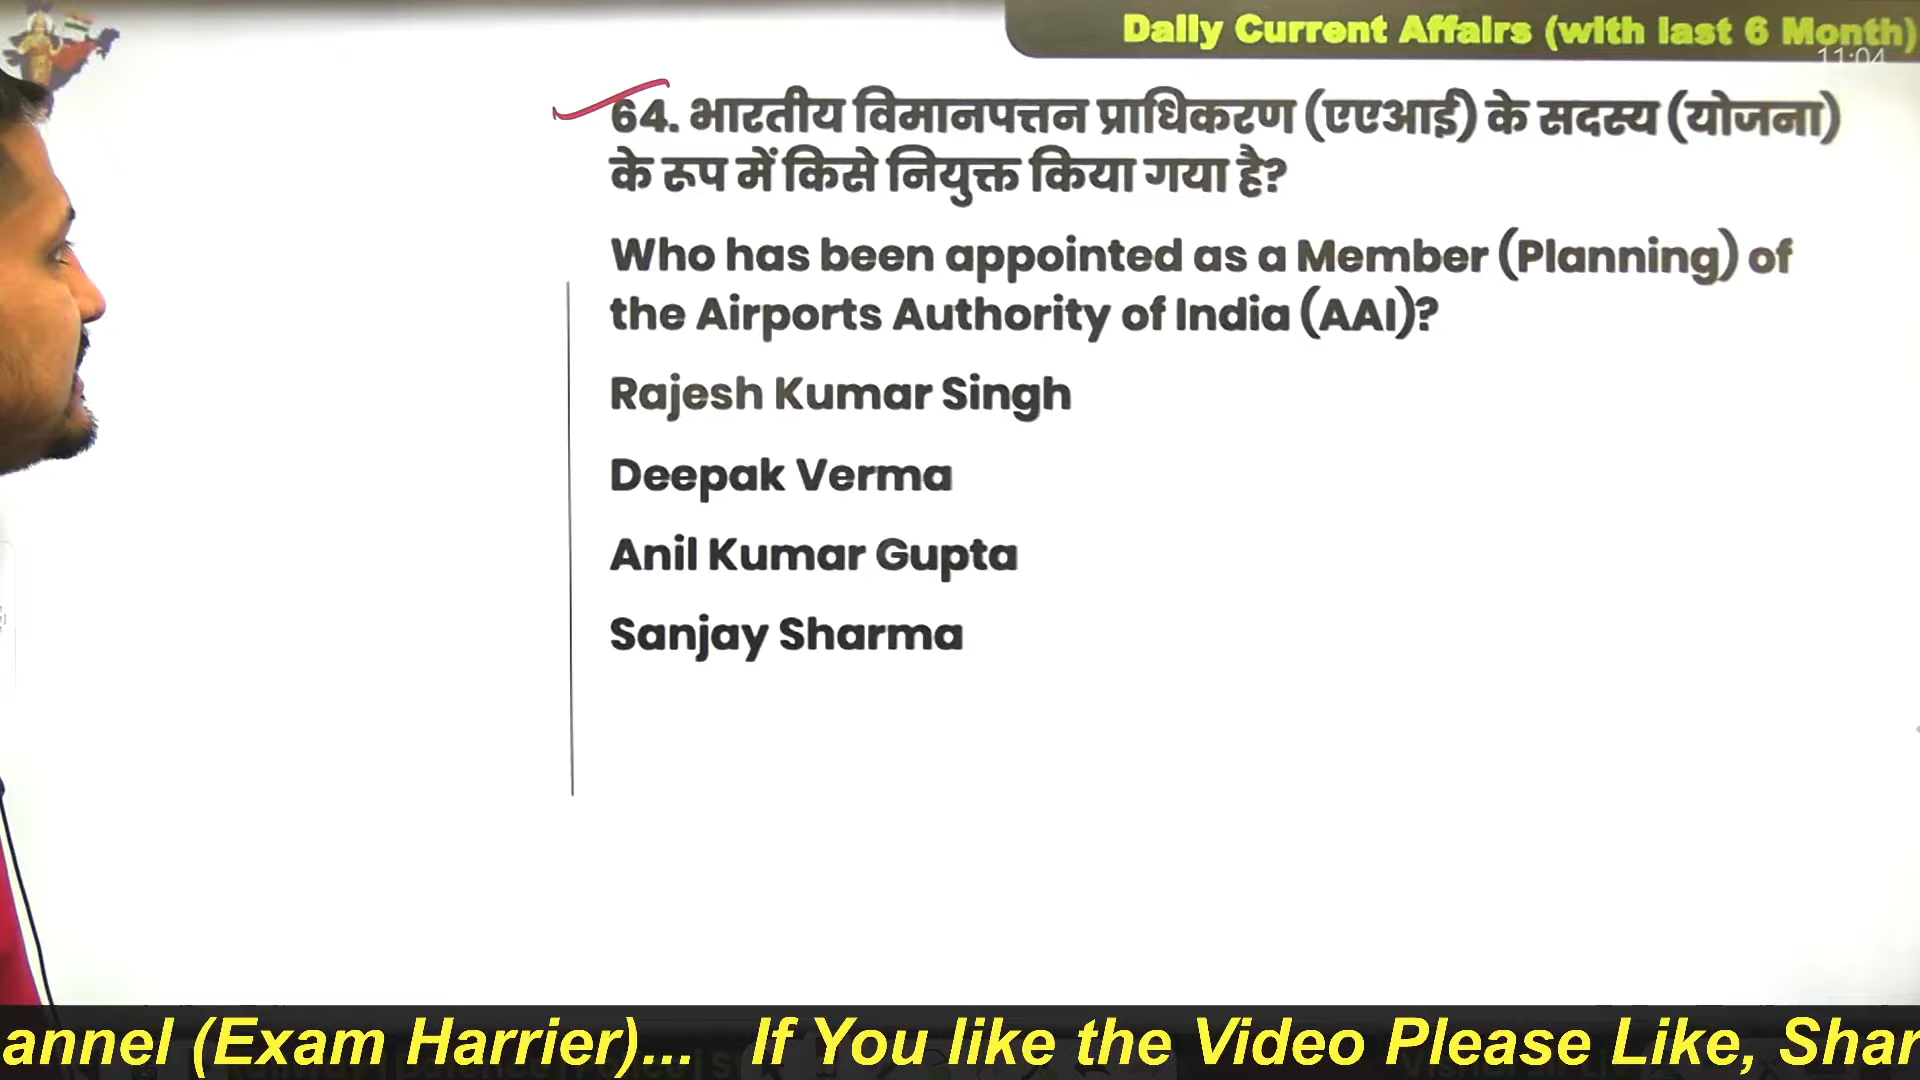 Daily Current Affairs (with last 6 Month)
11:04
64. भारतीय विमानपत्तन प्राधिकरण (एएआई) के सदस्य (योजना)
के रूप में किसे नियुक्त किया गया है?
Who has been appointed as a Member (Planning) of
the Airports Authority of India (AAI)?
Rajesh Kumar Singh
Deepak Verma
Anil Kumar Gupta
Sanjay Sharma
annel (Exam Harrier)... If You like the Video Please Like, Shar